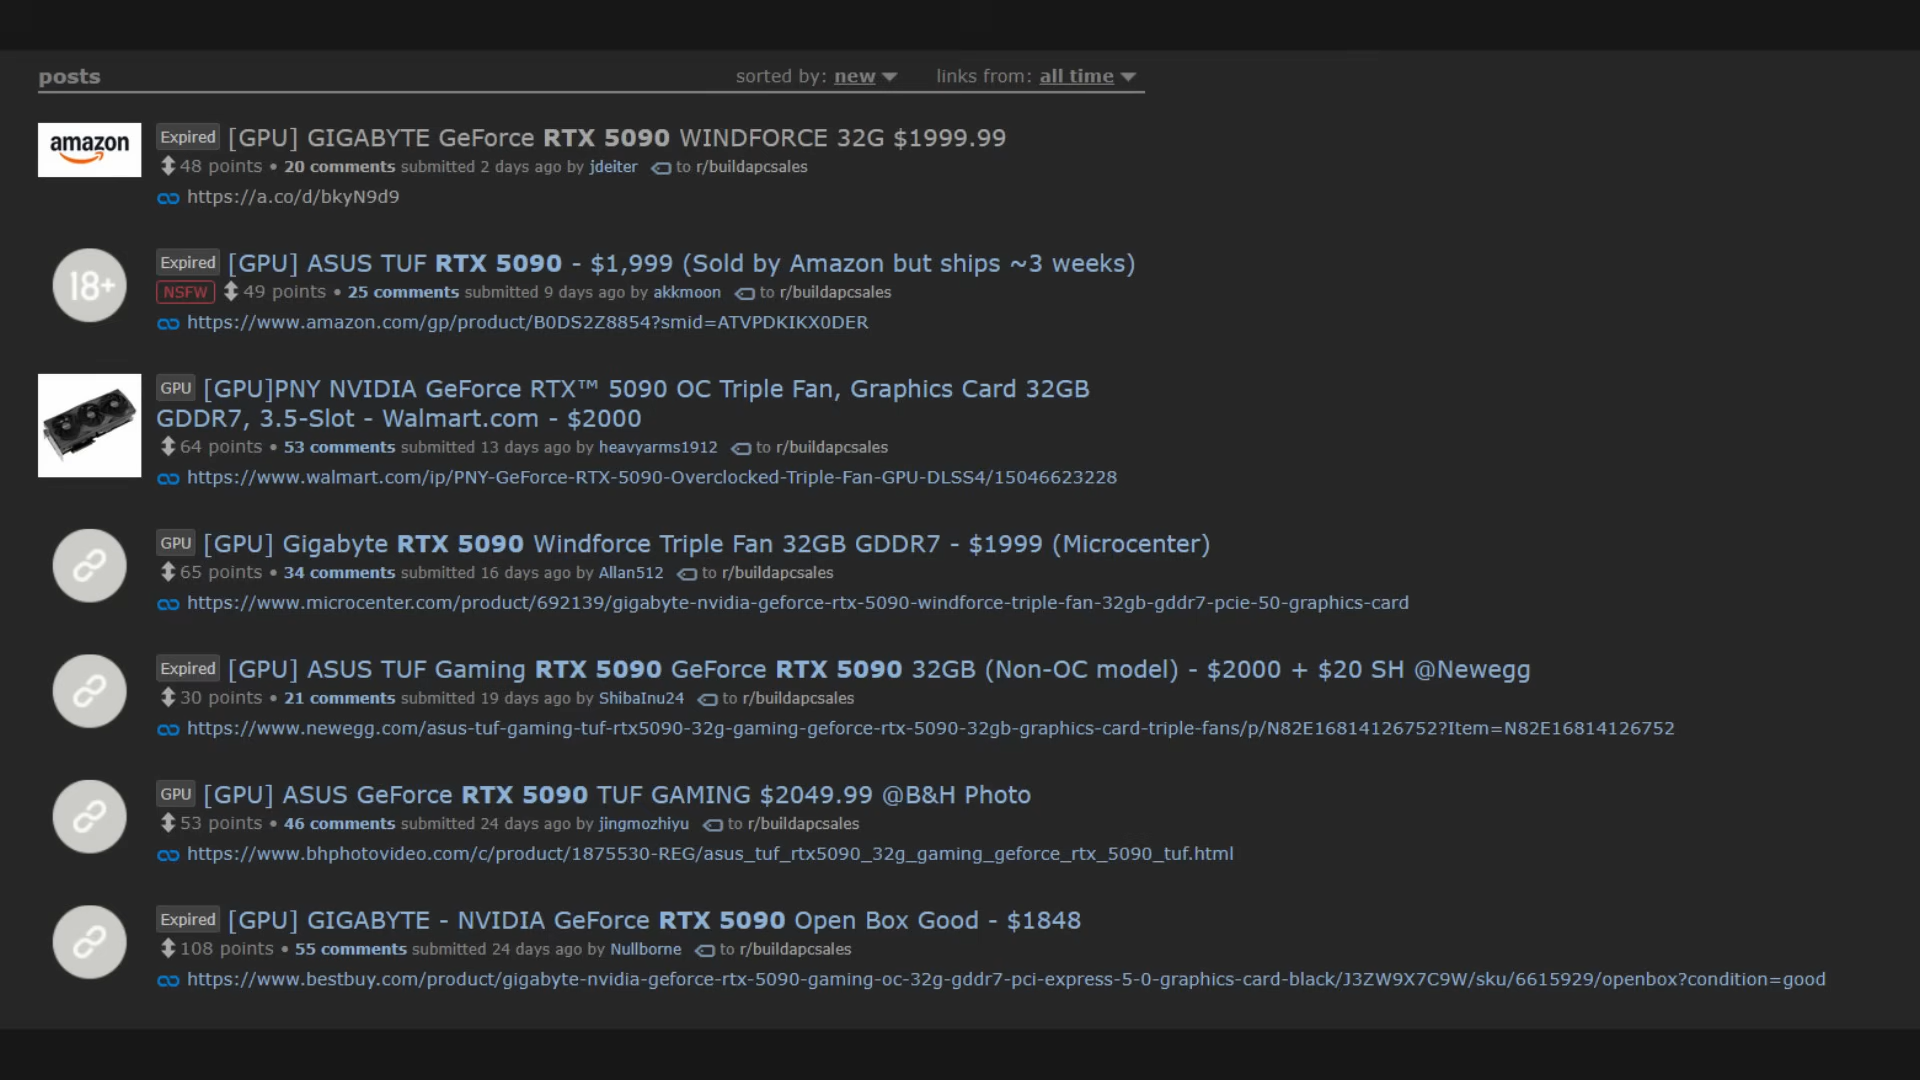 posts sorted by: new links from: all time
amazon
Expired [GPU] GIGABYTE GeForce RTX 5090 WINDFORCE 32G $1999.99
48 points • 20 comments submitted 2 days ago by jdeiter to r/buildapcsales
https://a.co/d/bkyN9d9
18+
Expired [GPU] ASUS TUF RTX 5090 - $1,999 (Sold by Amazon but ships ~3 weeks)
NSFW 49 points • 25 comments submitted 9 days ago by akkmoon to r/buildapcsales
https://www.amazon.com/gp/product/B0DS2Z8854?smid=ATVPDKIKX0DER
GPU [GPU]PNY NVIDIA GeForce RTX™ 5090 OC Triple Fan, Graphics Card 32GB
GDDR7, 3.5-Slot - Walmart.com - $2000
64 points • 53 comments submitted 13 days ago by heavyarms1912 to r/buildapcsales
https://www.walmart.com/ip/PNY-GeForce-RTX-5090-Overclocked-Triple-Fan-GPU-DLSS4/15046623228
GPU [GPU] Gigabyte RTX 5090 Windforce Triple Fan 32GB GDDR7 - $1999 (Microcenter)
65 points • 34 comments submitted 16 days ago by Allan512 to r/buildapcsales
https://www.microcenter.com/product/692139/gigabyte-nvidia-geforce-rtx-5090-windforce-triple-fan-32gb-gddr7-pcie-50-graphics-card
Expired [GPU] ASUS TUF Gaming RTX 5090 GeForce RTX 5090 32GB (Non-OC model) - $2000 + $20 SH @Newegg
30 points • 21 comments submitted 19 days ago by ShibaInu24 to r/buildapcsales
https://www.newegg.com/asus-tuf-gaming-tuf-rtx5090-32g-gaming-geforce-rtx-5090-32gb-graphics-card-triple-fans/p/N82E16814126752?Item=N82E16814126752
GPU [GPU] ASUS GeForce RTX 5090 TUF GAMING $2049.99 @B&H Photo
53 points • 46 comments submitted 24 days ago by jingmozhiyu to r/buildapcsales
https://www.bhphotovideo.com/c/product/1875530-REG/asus_tuf_rtx5090_32g_gaming_geforce_rtx_5090_tuf.html
Expired [GPU] GIGABYTE - NVIDIA GeForce RTX 5090 Open Box Good - $1848
108 points • 55 comments submitted 24 days ago by Nullborne to r/buildapcsales
https://www.bestbuy.com/product/gigabyte-nvidia-geforce-rtx-5090-gaming-oc-32g-gddr7-pci-express-5-0-graphics-card-black/J3ZW9X7C9W/sku/6615929/openbox?condition=good